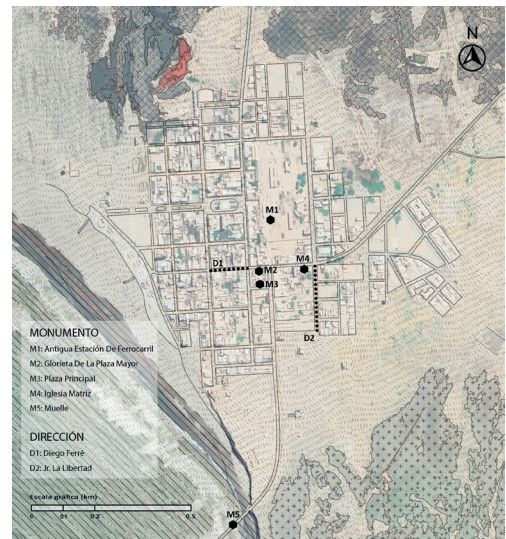 N
M1
D1
M2
M4
M3
D2
MONUMENTO
M1: Antigua Estación De Ferrocarril
M2: Glorieta De La Plaza Mayor
M3: Plaza Principal
M4: Iglesia Matriz
M5: Muelle
DIRECCIÓN
D1: Diego Ferré
D2: Jr. La Libertad
Escala gráfica (km)
0 01 0.2 0.5
M5